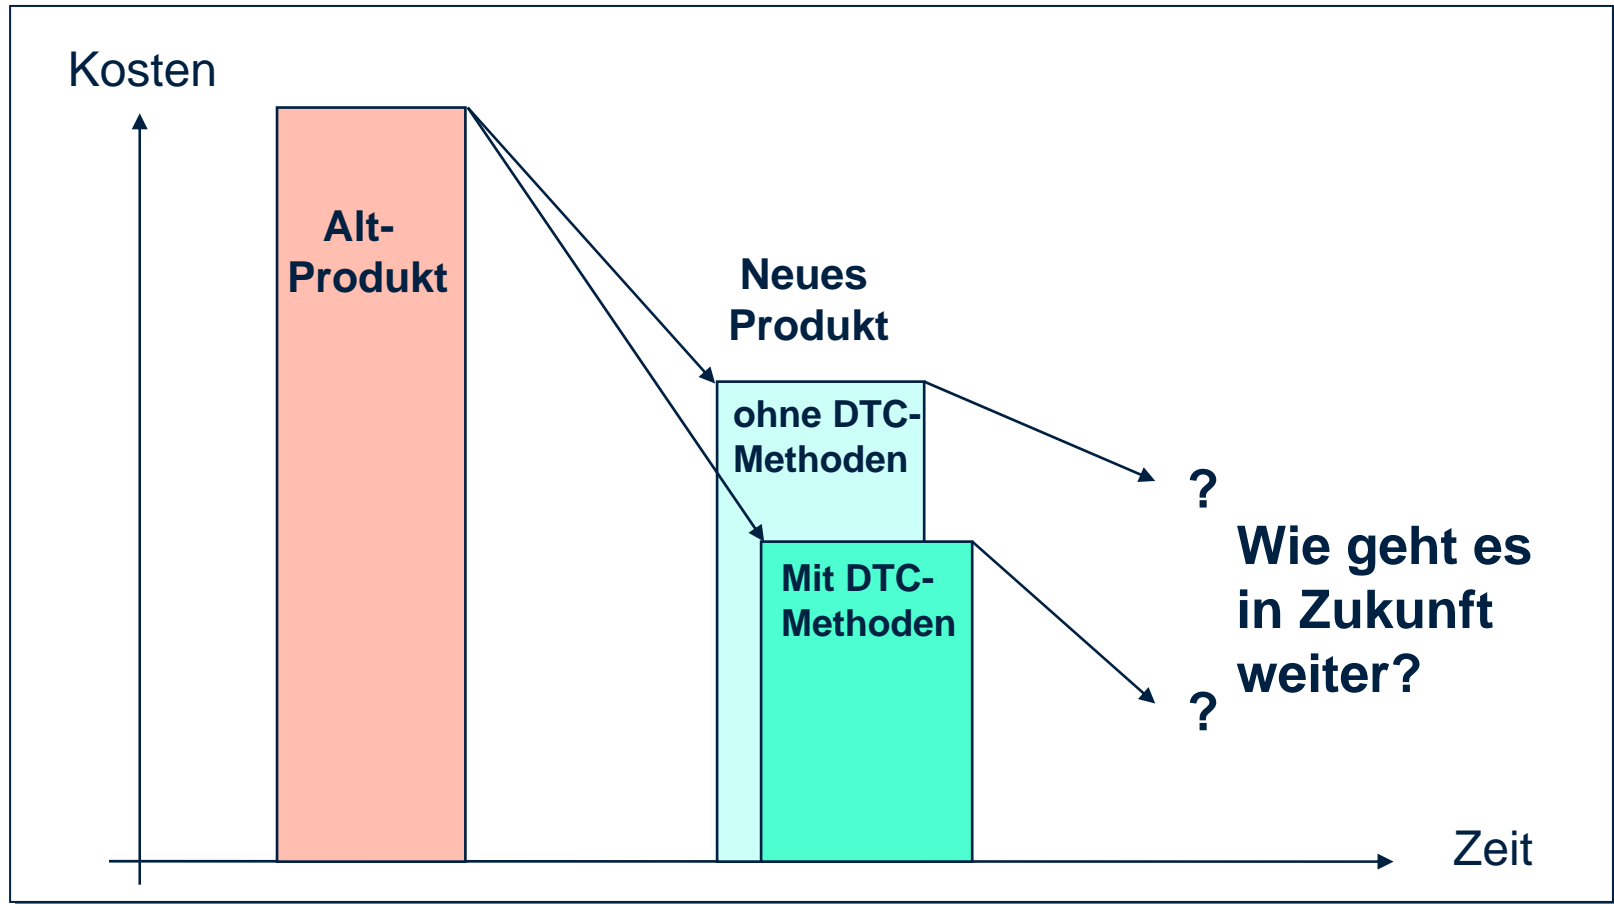 Kosten
Alt-
Produkt
Neues
Produkt
ohne DTC-
Methoden
?
Wie geht es
in Zukunft
weiter?
Mit DTC-
Methoden
?
Zeit